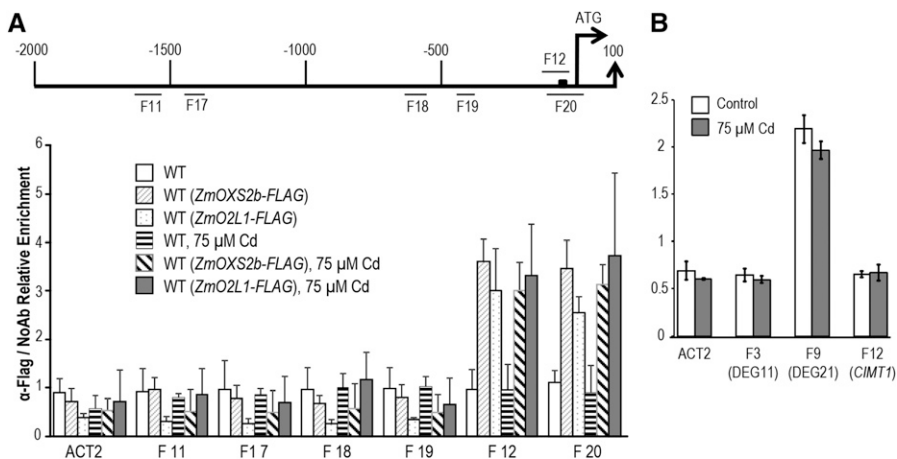 A
ATG
-2000
-1500
-1000
-500
F12
100
F11
F17
F18
F19
F20
α-Flag / NoAb Relative Enrichment
6
5
4
3
2
1
0
WT
WT (ZmOXS2b-FLAG)
WT (ZmO2L1-FLAG)
WT, 75 µM Cd
WT (ZmOXS2b-FLAG), 75 µM Cd
WT (ZmO2L1-FLAG), 75 µM Cd
ACT2
F 11
F1 7
F 18
F 19
F 12
F 20
B
2.5
2
1.5
1
0.5
0
Control
75 µM Cd
ACT2
F3
(DEG11)
F9
(DEG21)
F12
(CIMT1)